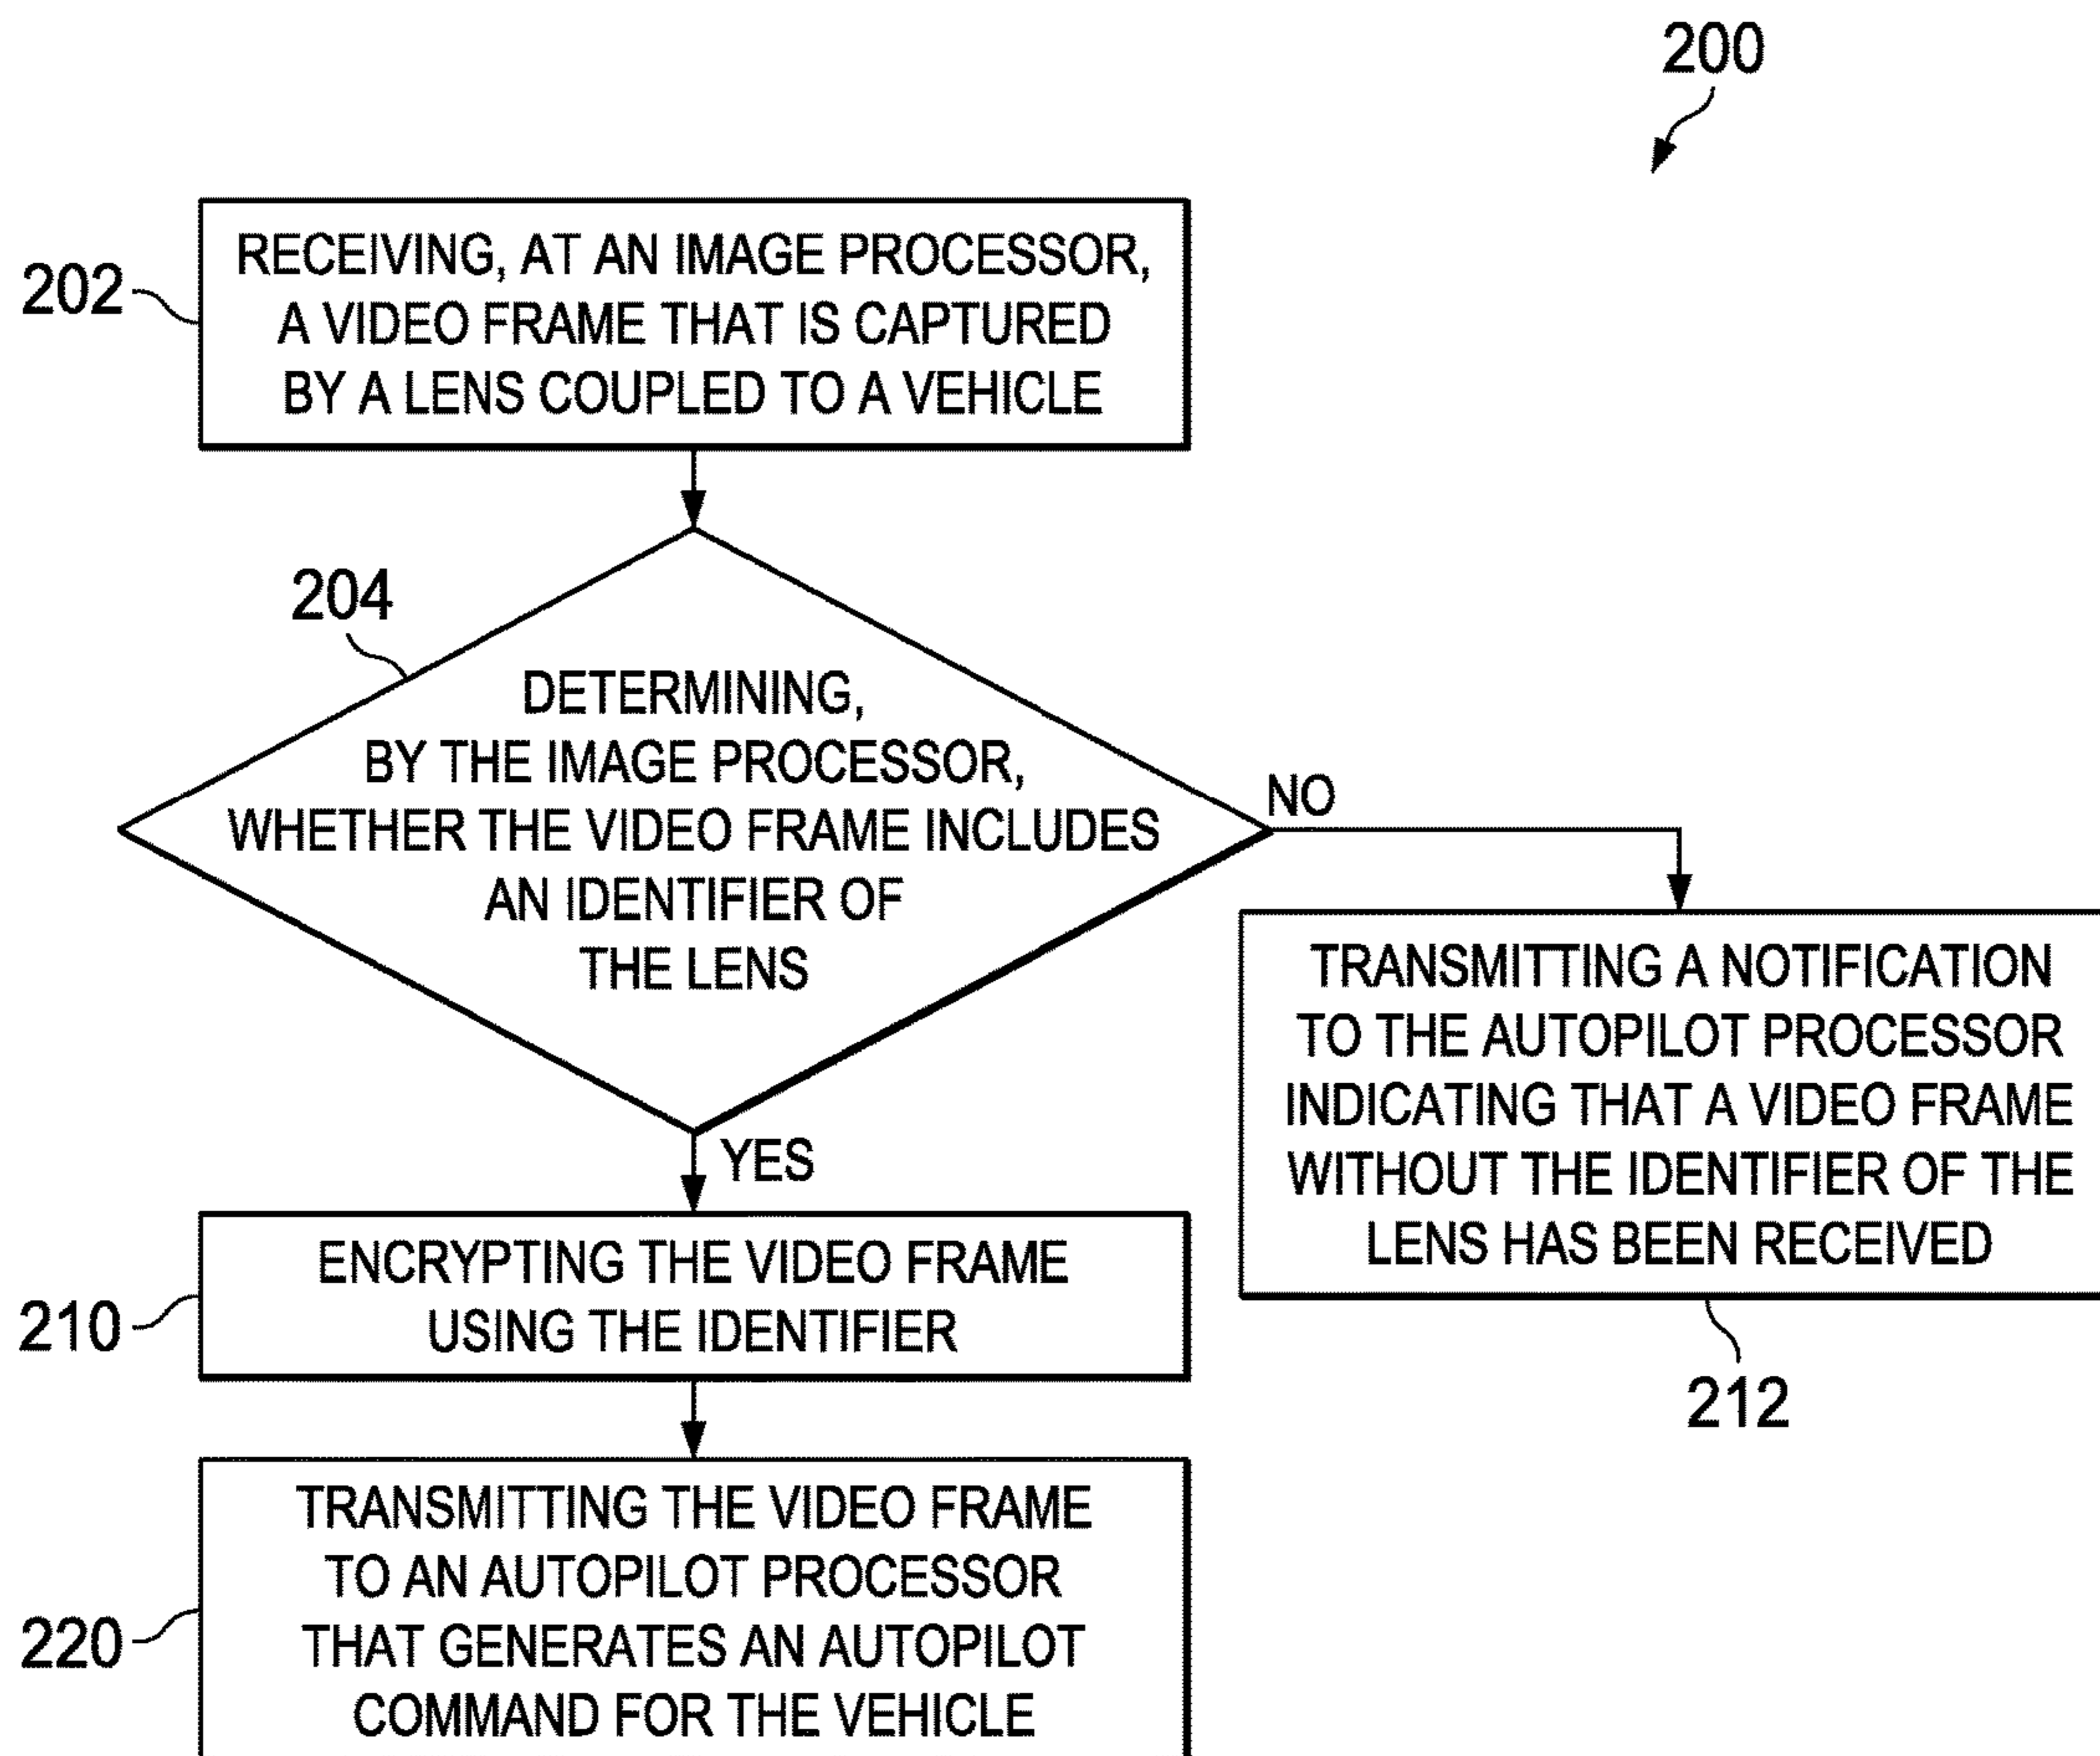 200
202
RECEIVING, AT AN IMAGE PROCESSOR,
A VIDEO FRAME THAT IS CAPTURED
BY A LENS COUPLED TO A VEHICLE
204
DETERMINING,
BY THE IMAGE PROCESSOR,
WHETHER THE VIDEO FRAME INCLUDES
AN IDENTIFIER OF
THE LENS
NO
TRANSMITTING A NOTIFICATION
TO THE AUTOPILOT PROCESSOR
INDICATING THAT A VIDEO FRAME
WITHOUT THE IDENTIFIER OF THE
LENS HAS BEEN RECEIVED
212
YES
210
ENCRYPTING THE VIDEO FRAME
USING THE IDENTIFIER
220
TRANSMITTING THE VIDEO FRAME
TO AN AUTOPILOT PROCESSOR
THAT GENERATES AN AUTOPILOT
COMMAND FOR THE VEHICLE